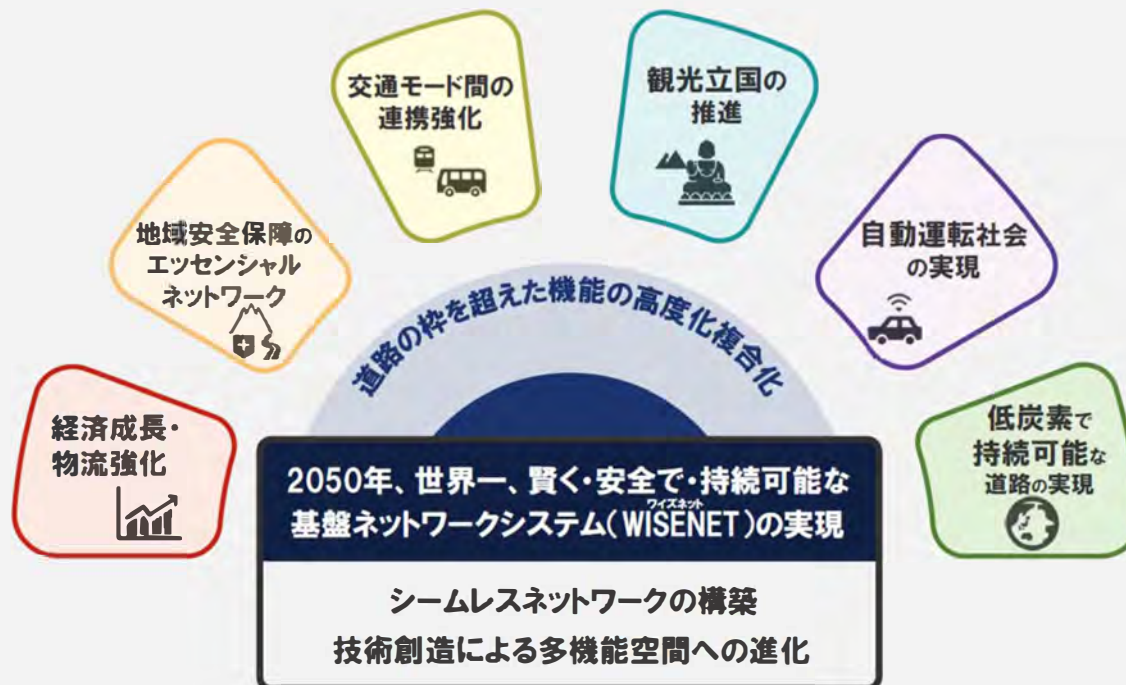 交通モード間の
連携強化
観光立国の
推進
地域安全保障の
エッセンシャル
ネットワーク
自動運転社会
の実現
道路の枠を超えた機能の高度化複合化
経済成長・
物流強化
低炭素で
持続可能な
道路の実現
2050年、世界一、賢く・安全で・持続可能な
ワイズネット
基盤ネットワークシステム(WISENET)の実現
シームレスネットワークの構築
技術創造による多機能空間への進化